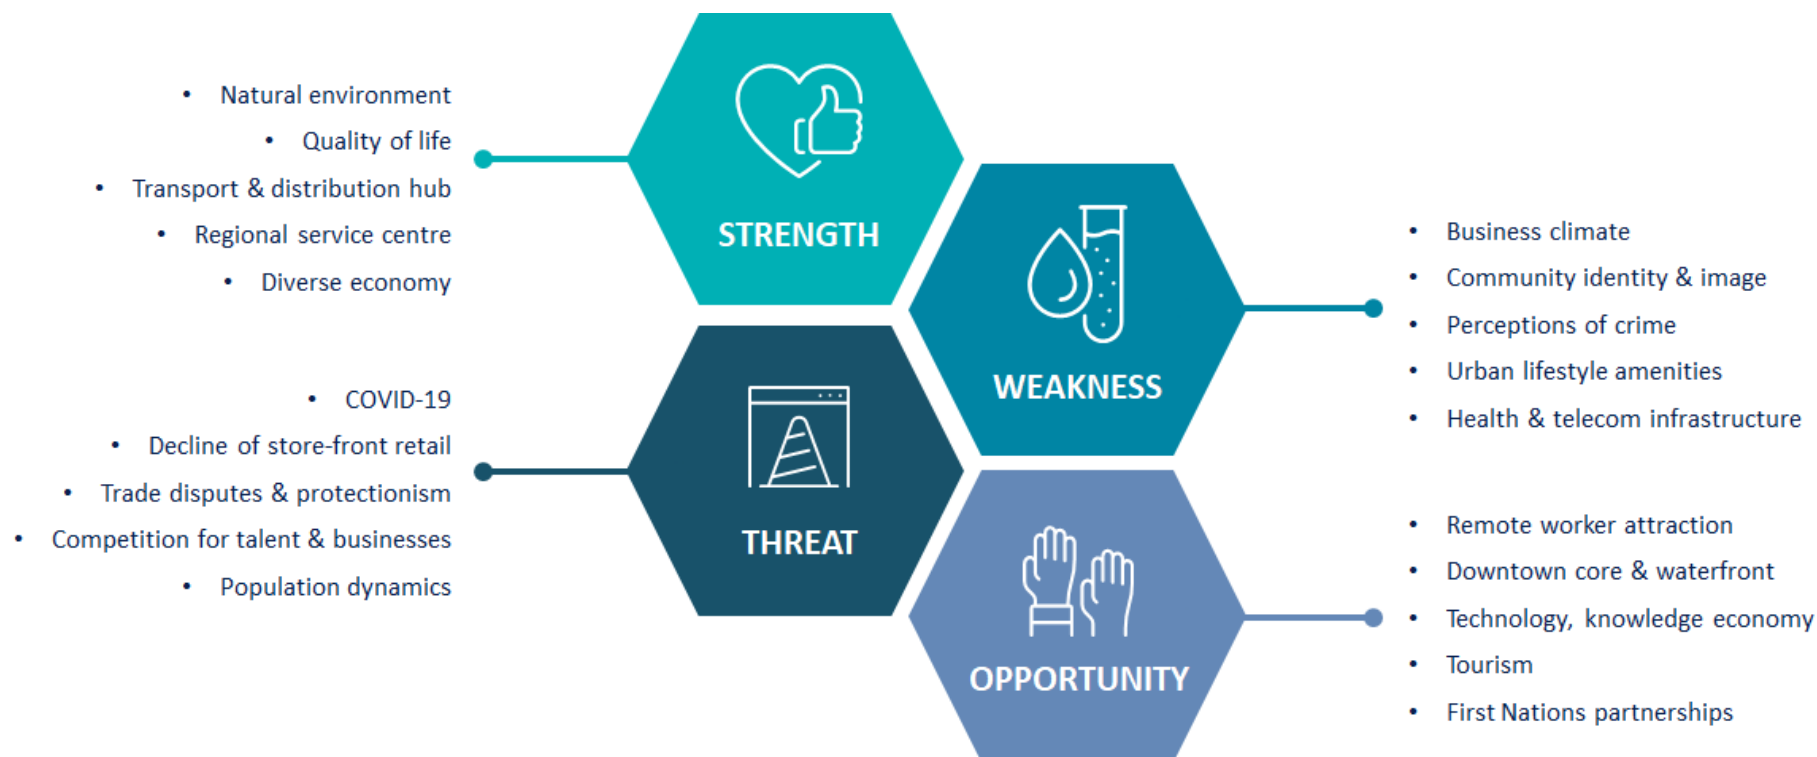 • Natural environment
• Quality of life
• Transport & distribution hub
• Regional service centre
• Diverse economy
STRENGTH
WEAKNESS
• Business climate
• Community identity & image
• Perceptions of crime
• Urban lifestyle amenities
• Health & telecom infrastructure
• COVID-19
• Decline of store-front retail
• Trade disputes & protectionism
• Competition for talent & businesses
• Population dynamics
THREAT
OPPORTUNITY
• Remote worker attraction
• Downtown core & waterfront
• Technology, knowledge economy
• Tourism
• First Nations partnerships